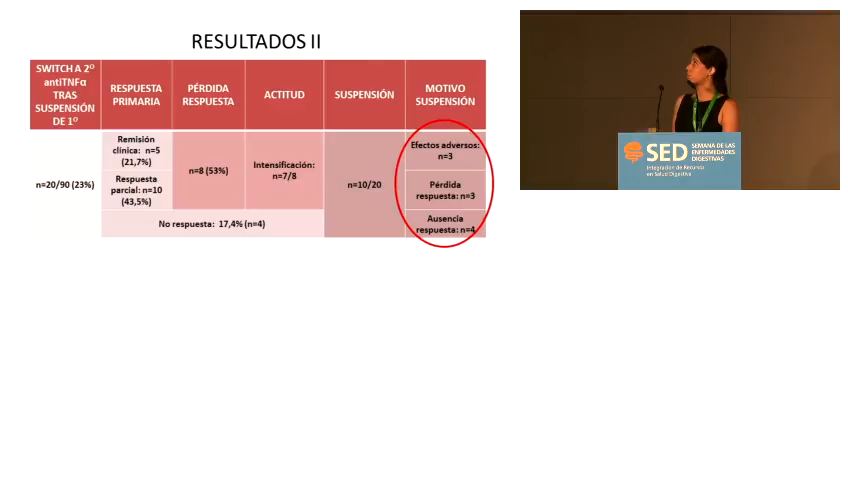 RESULTADOS II
SWITCH A 2º
antiTNFα
TRAS
SUSPENSIÓN
DE 1º
RESPUESTA
PRIMARIA
PÉRDIDA
RESPUESTA
ACTITUD
SUSPENSIÓN
MOTIVO
SUSPENSIÓN
n=20/90 (23%)
Remisión
clínica: n=5
(21,7%)
Respuesta
parcial: n=10
(43,5%)
n=8 (53%)
Intensificación:
n=7/8
No respuesta: 17,4% (n=4)
n=10/20
Efectos adversos:
n=3
Pérdida
respuesta: n=3
Ausencia
respuesta: n=4
SED
SEMANA DE LAS
ENFERMEDADES
DIGESTIVAS
Integración de Recursos
en Salud Digestiva